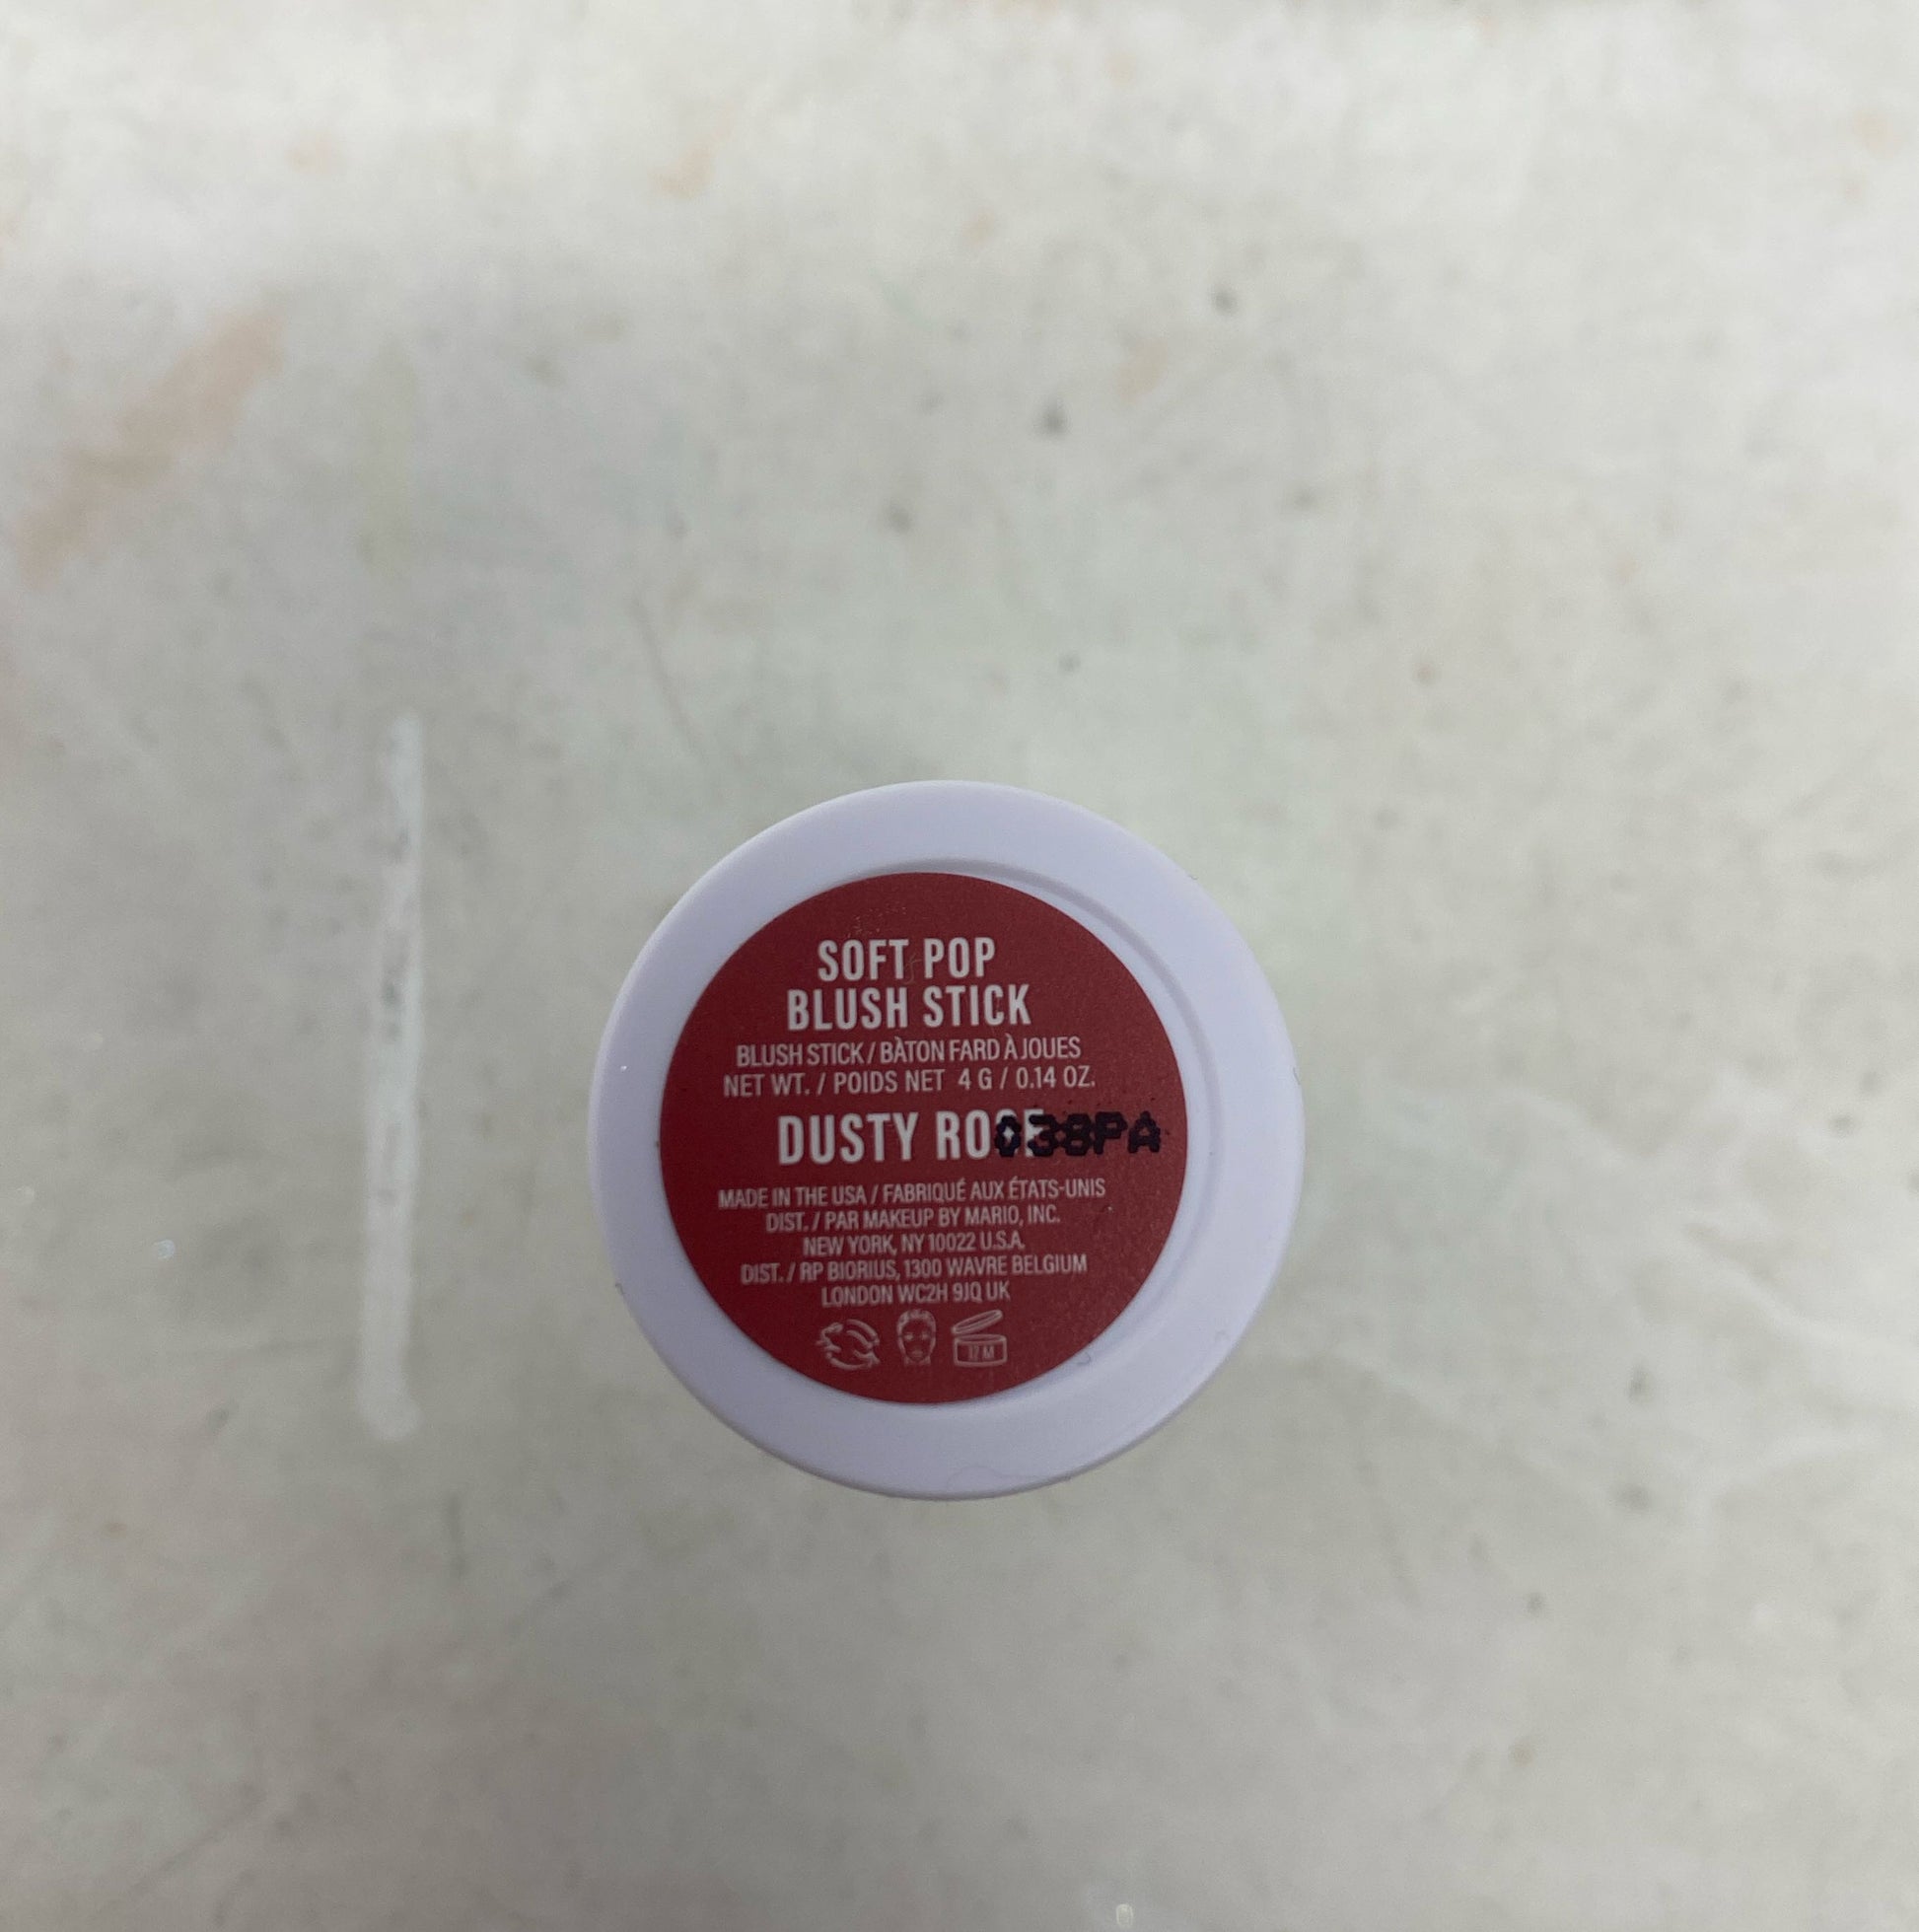 SOFT POP
BLUSH STICK
BLUSH STICK / BÂTON FARD À JOUES
NET WT. / POIDS NET 4 G / 0.14 OZ.
DUSTY ROSE 038PA
MADE IN THE USA / FABRIQUÉ AUX ÉTATS-UNIS
DIST. / PAR MAKEUP BY MARIO, INC.
NEW YORK, NY 10022 U.S.A.
DIST. / RP BIORIUS, 1300 WAVRE BELGIUM
LONDON WC2H 9JQ UK
12 M